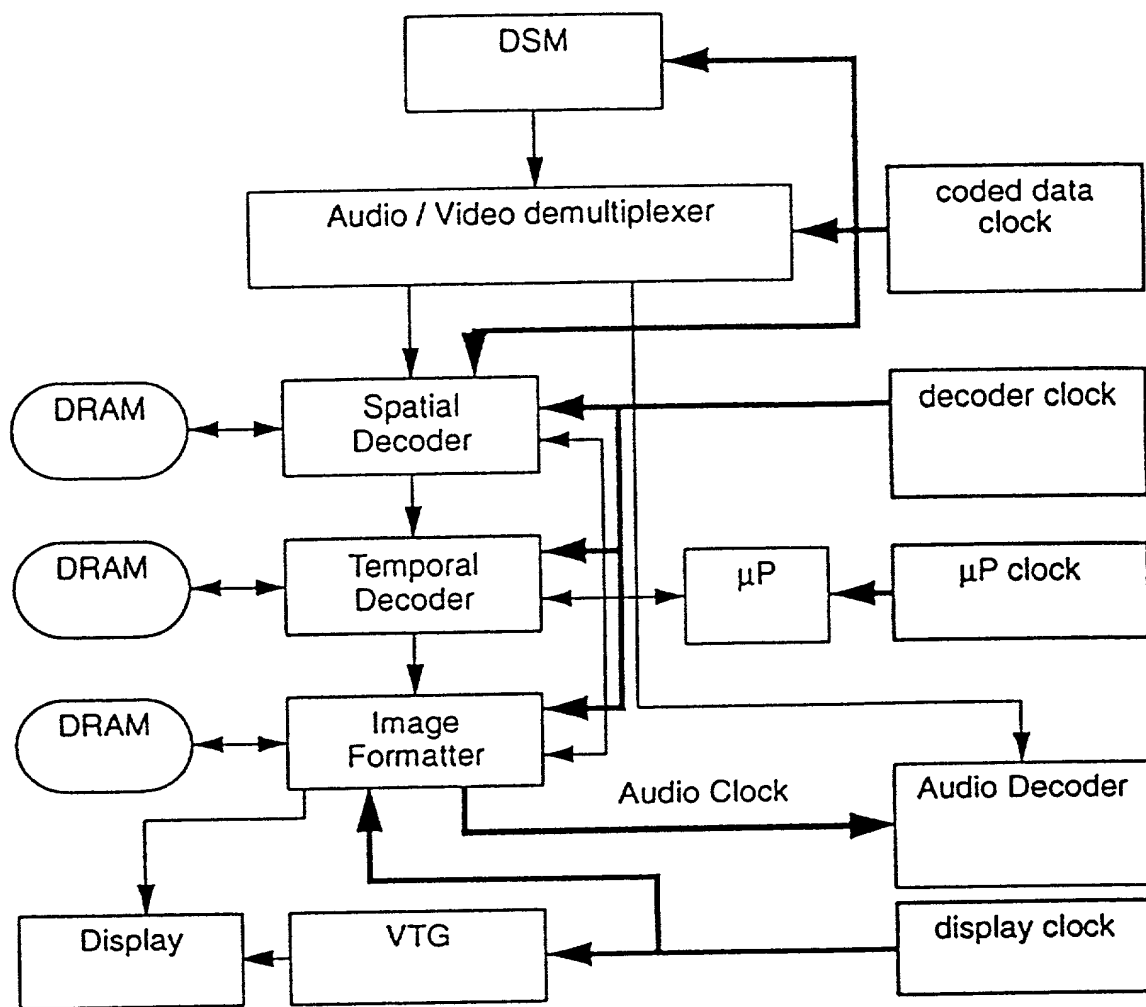 DSM
Audio / Video demultiplexer
coded data
clock
DRAM
Spatial
Decoder
decoder clock
DRAM
Temporal
Decoder
µP
µP clock
DRAM
Image
Formatter
Audio Clock
Audio Decoder
Display
VTG
display clock